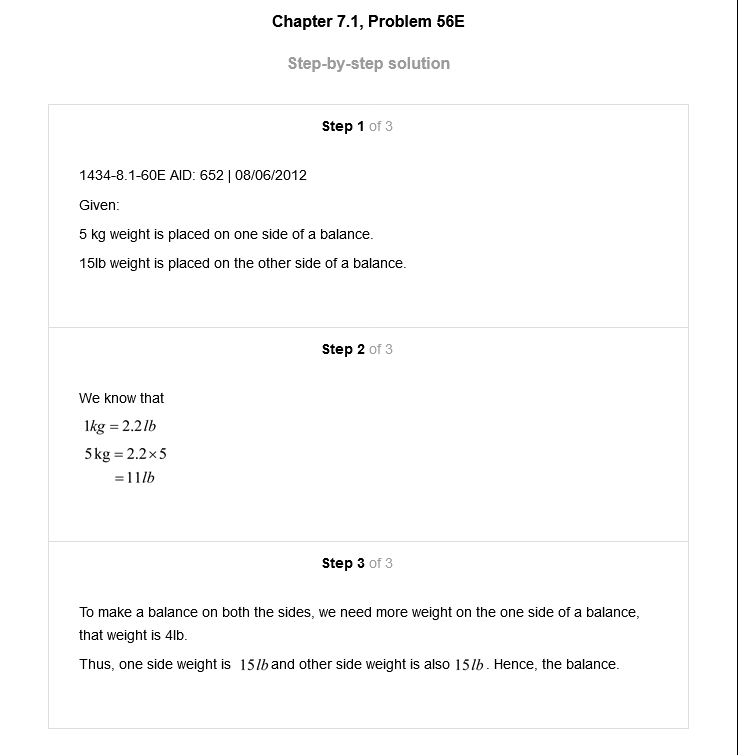 Chapter 7.1, Problem 56E
Step-by-step solution
Step 1 of 3
1434-8.1-60E AID: 652 | 08/06/2012
Given:
5 kg weight is placed on one side of a balance.
15lb weight is placed on the other side of a balance.
Step 2 of 3
We know that
1kg = 2.2lb
5kg = 2.2×5
=11lb
Step 3 of 3
To make a balance on both the sides, we need more weight on the one side of a balance,
that weight is 4lb.
Thus, one side weight is 15lb and other side weight is also 15lb. Hence, the balance.